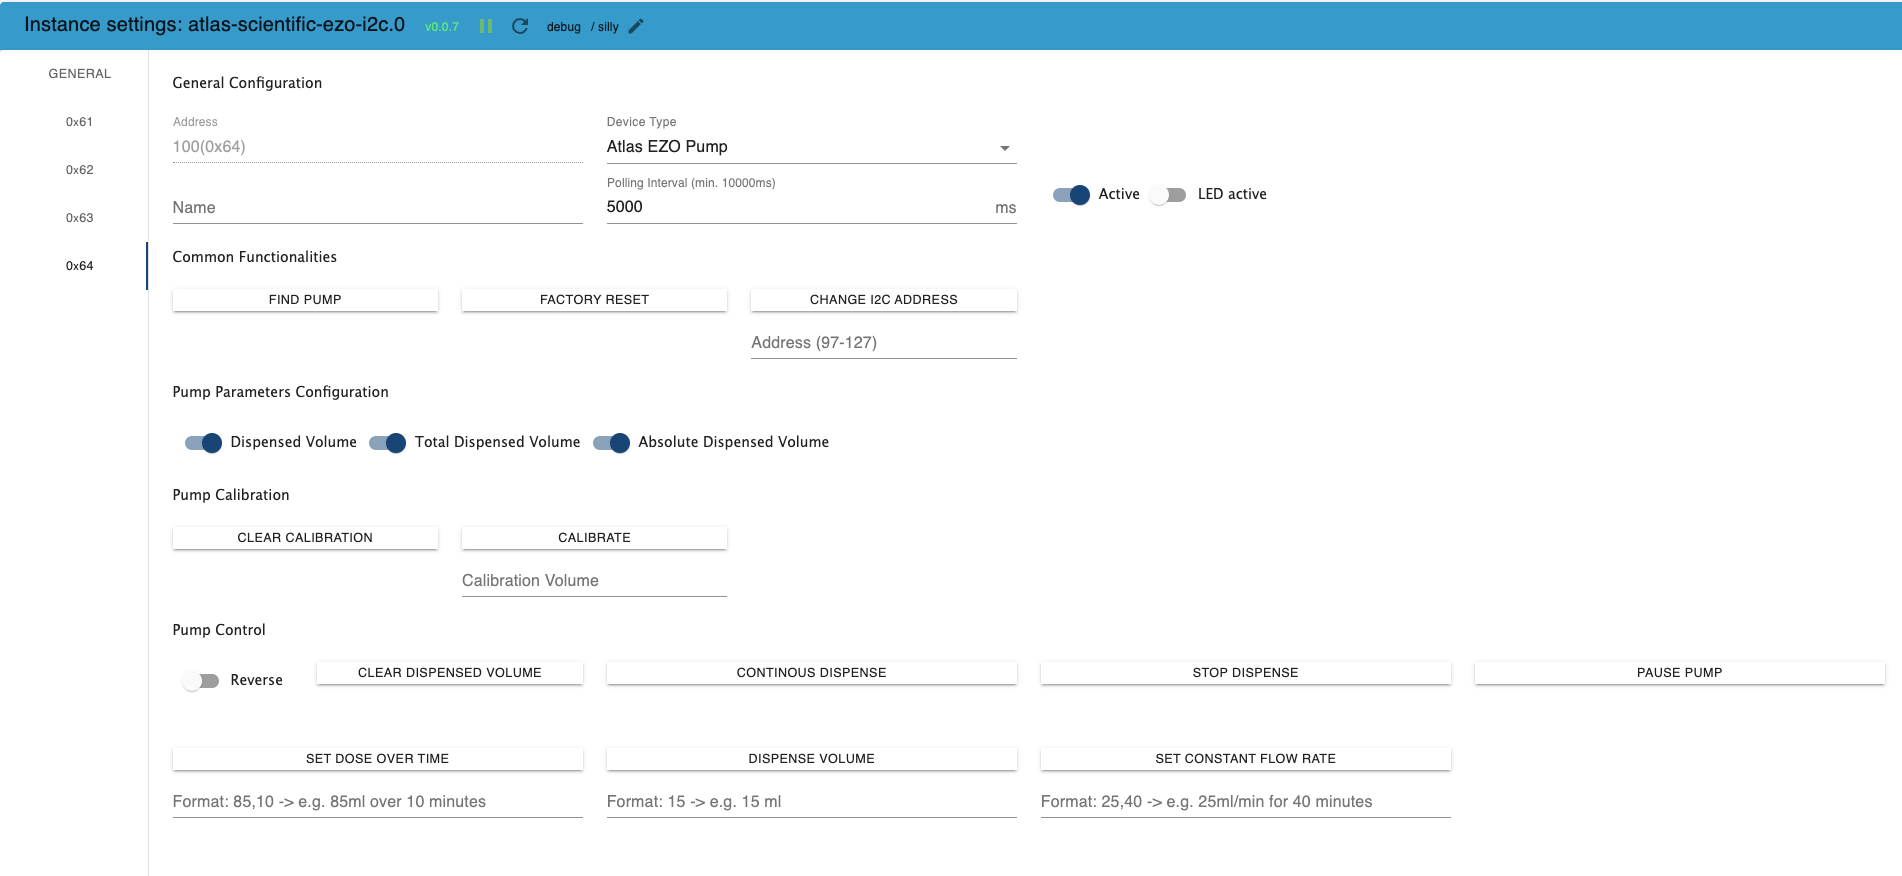 Instance settings: atlas-scientific-ezo-i2c.0 v0.0.7 debug / silly
GENERAL
0x61
0x62
0x63
0x64
General Configuration
Address
100(0x64)
Device Type
Atlas EZO Pump
Name
Polling Interval (min. 10000ms)
5000 ms
Active
LED active
Common Functionalities
FIND PUMP
FACTORY RESET
CHANGE I2C ADDRESS
Address (97-127)
Pump Parameters Configuration
Dispensed Volume
Total Dispensed Volume
Absolute Dispensed Volume
Pump Calibration
CLEAR CALIBRATION
CALIBRATE
Calibration Volume
Pump Control
Reverse
CLEAR DISPENSED VOLUME
CONTINOUS DISPENSE
STOP DISPENSE
PAUSE PUMP
SET DOSE OVER TIME
DISPENSE VOLUME
SET CONSTANT FLOW RATE
Format: 85,10 -> e.g. 85ml over 10 minutes
Format: 15 -> e.g. 15 ml
Format: 25,40 -> e.g. 25ml/min for 40 minutes